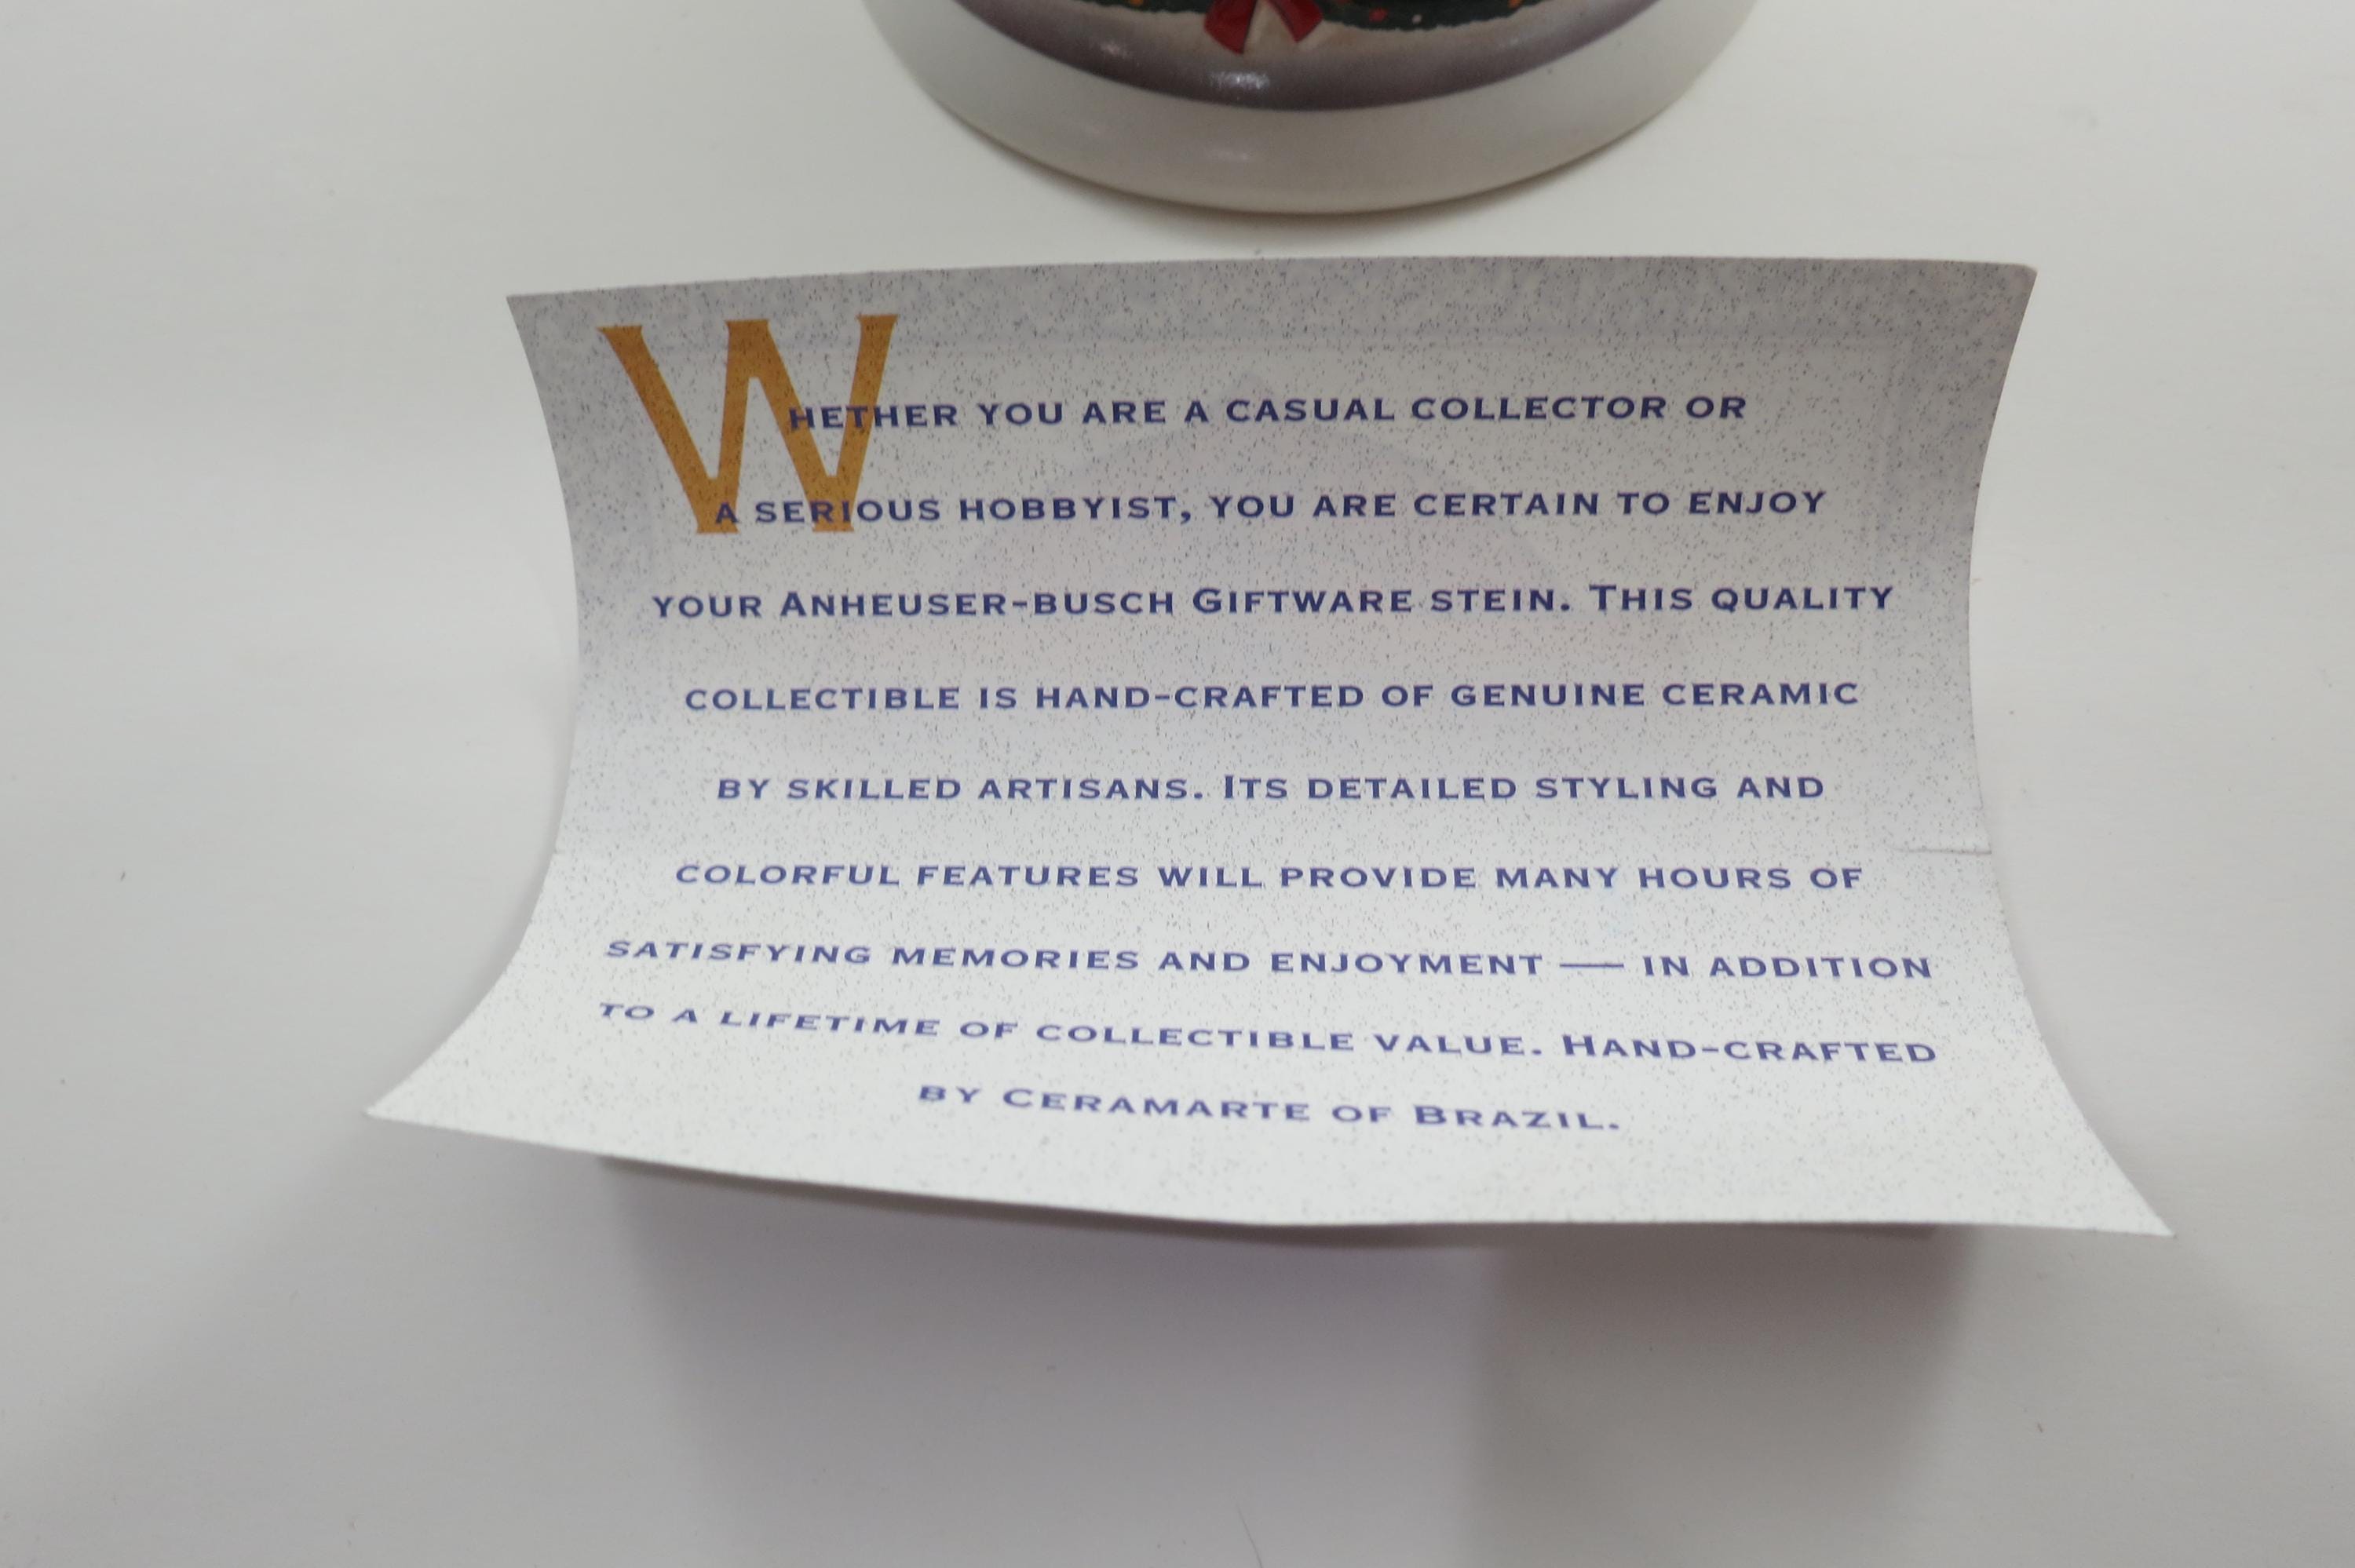 WHETHER YOU ARE A CASUAL COLLECTOR OR
A SERIOUS HOBBYIST, YOU ARE CERTAIN TO ENJOY
YOUR ANHEUSER-BUSCH GIFTWARE STEIN. THIS QUALITY
COLLECTIBLE IS HAND-CRAFTED OF GENUINE CERAMIC
BY SKILLED ARTISANS. ITS DETAILED STYLING AND
COLORFUL FEATURES WILL PROVIDE MANY HOURS OF
SATISFYING MEMORIES AND ENJOYMENT — IN ADDITION
TO A LIFETIME OF COLLECTIBLE VALUE. HAND-CRAFTED
BY CERAMARTE OF BRAZIL.